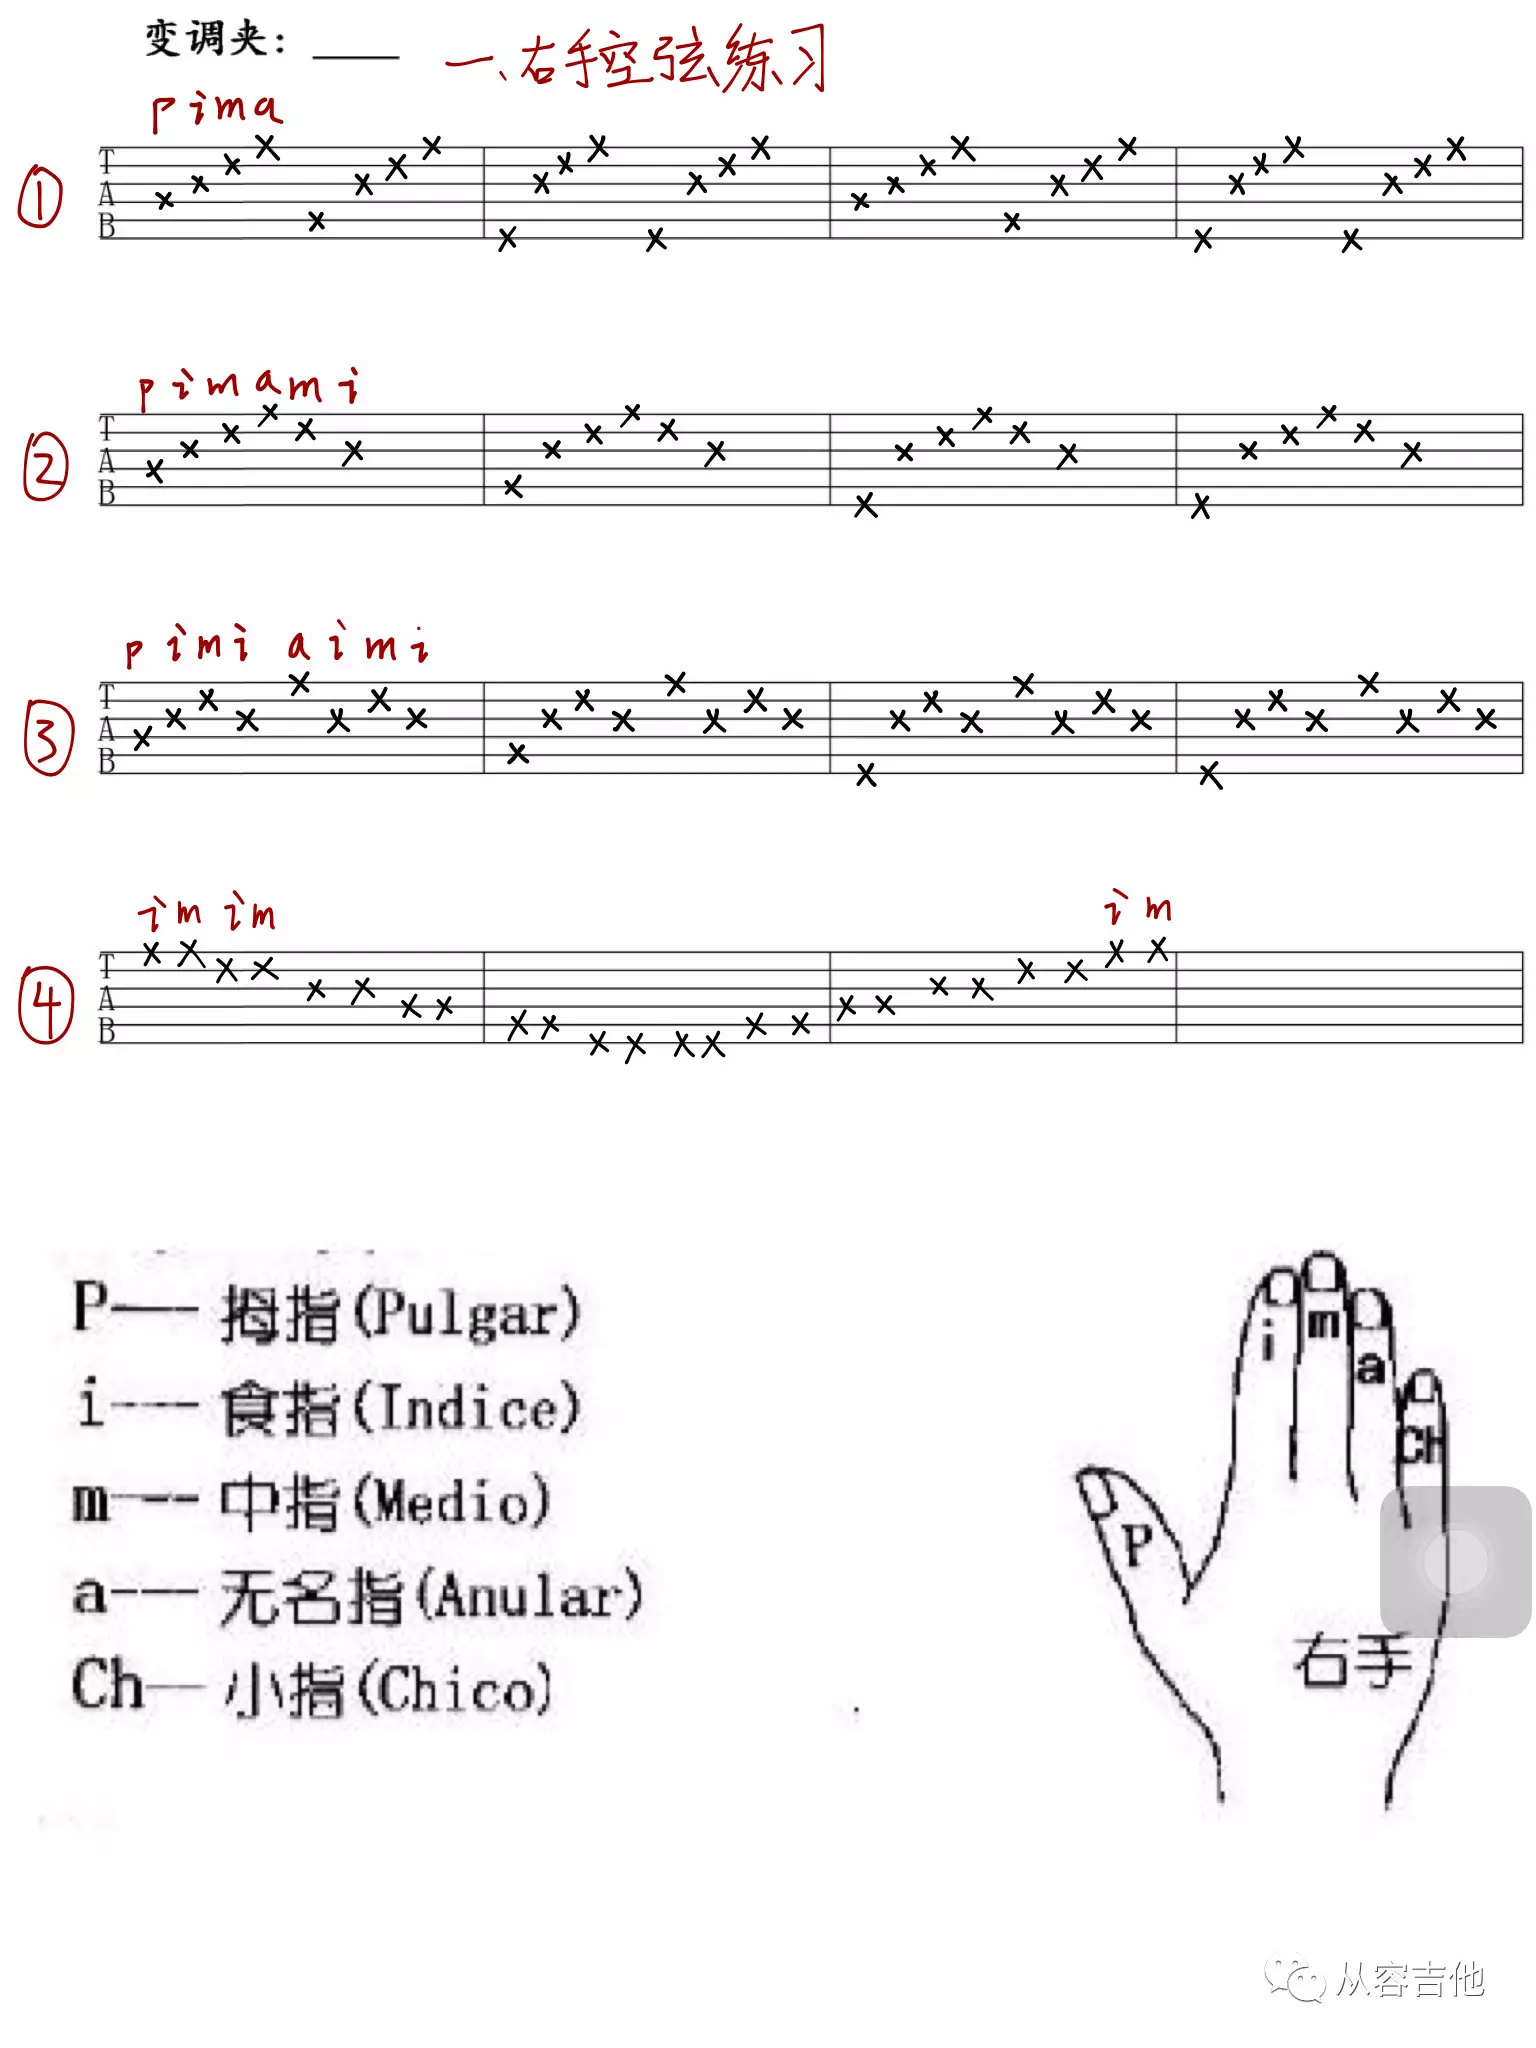 变调夹： 一、右手空弦练习
p i m a
① T A B
p i m a m i
② T A B
p i m i a i m i
③ T A B
i m i m i m
④ T A B
P—— 拇指(Pulgar)
i--—— 食指(Indice)
m—--— 中指(Medio)
a—--— 无名指(Anular)
Ch—— 小指(Chico)
i m a Ch P
右手
从容吉他